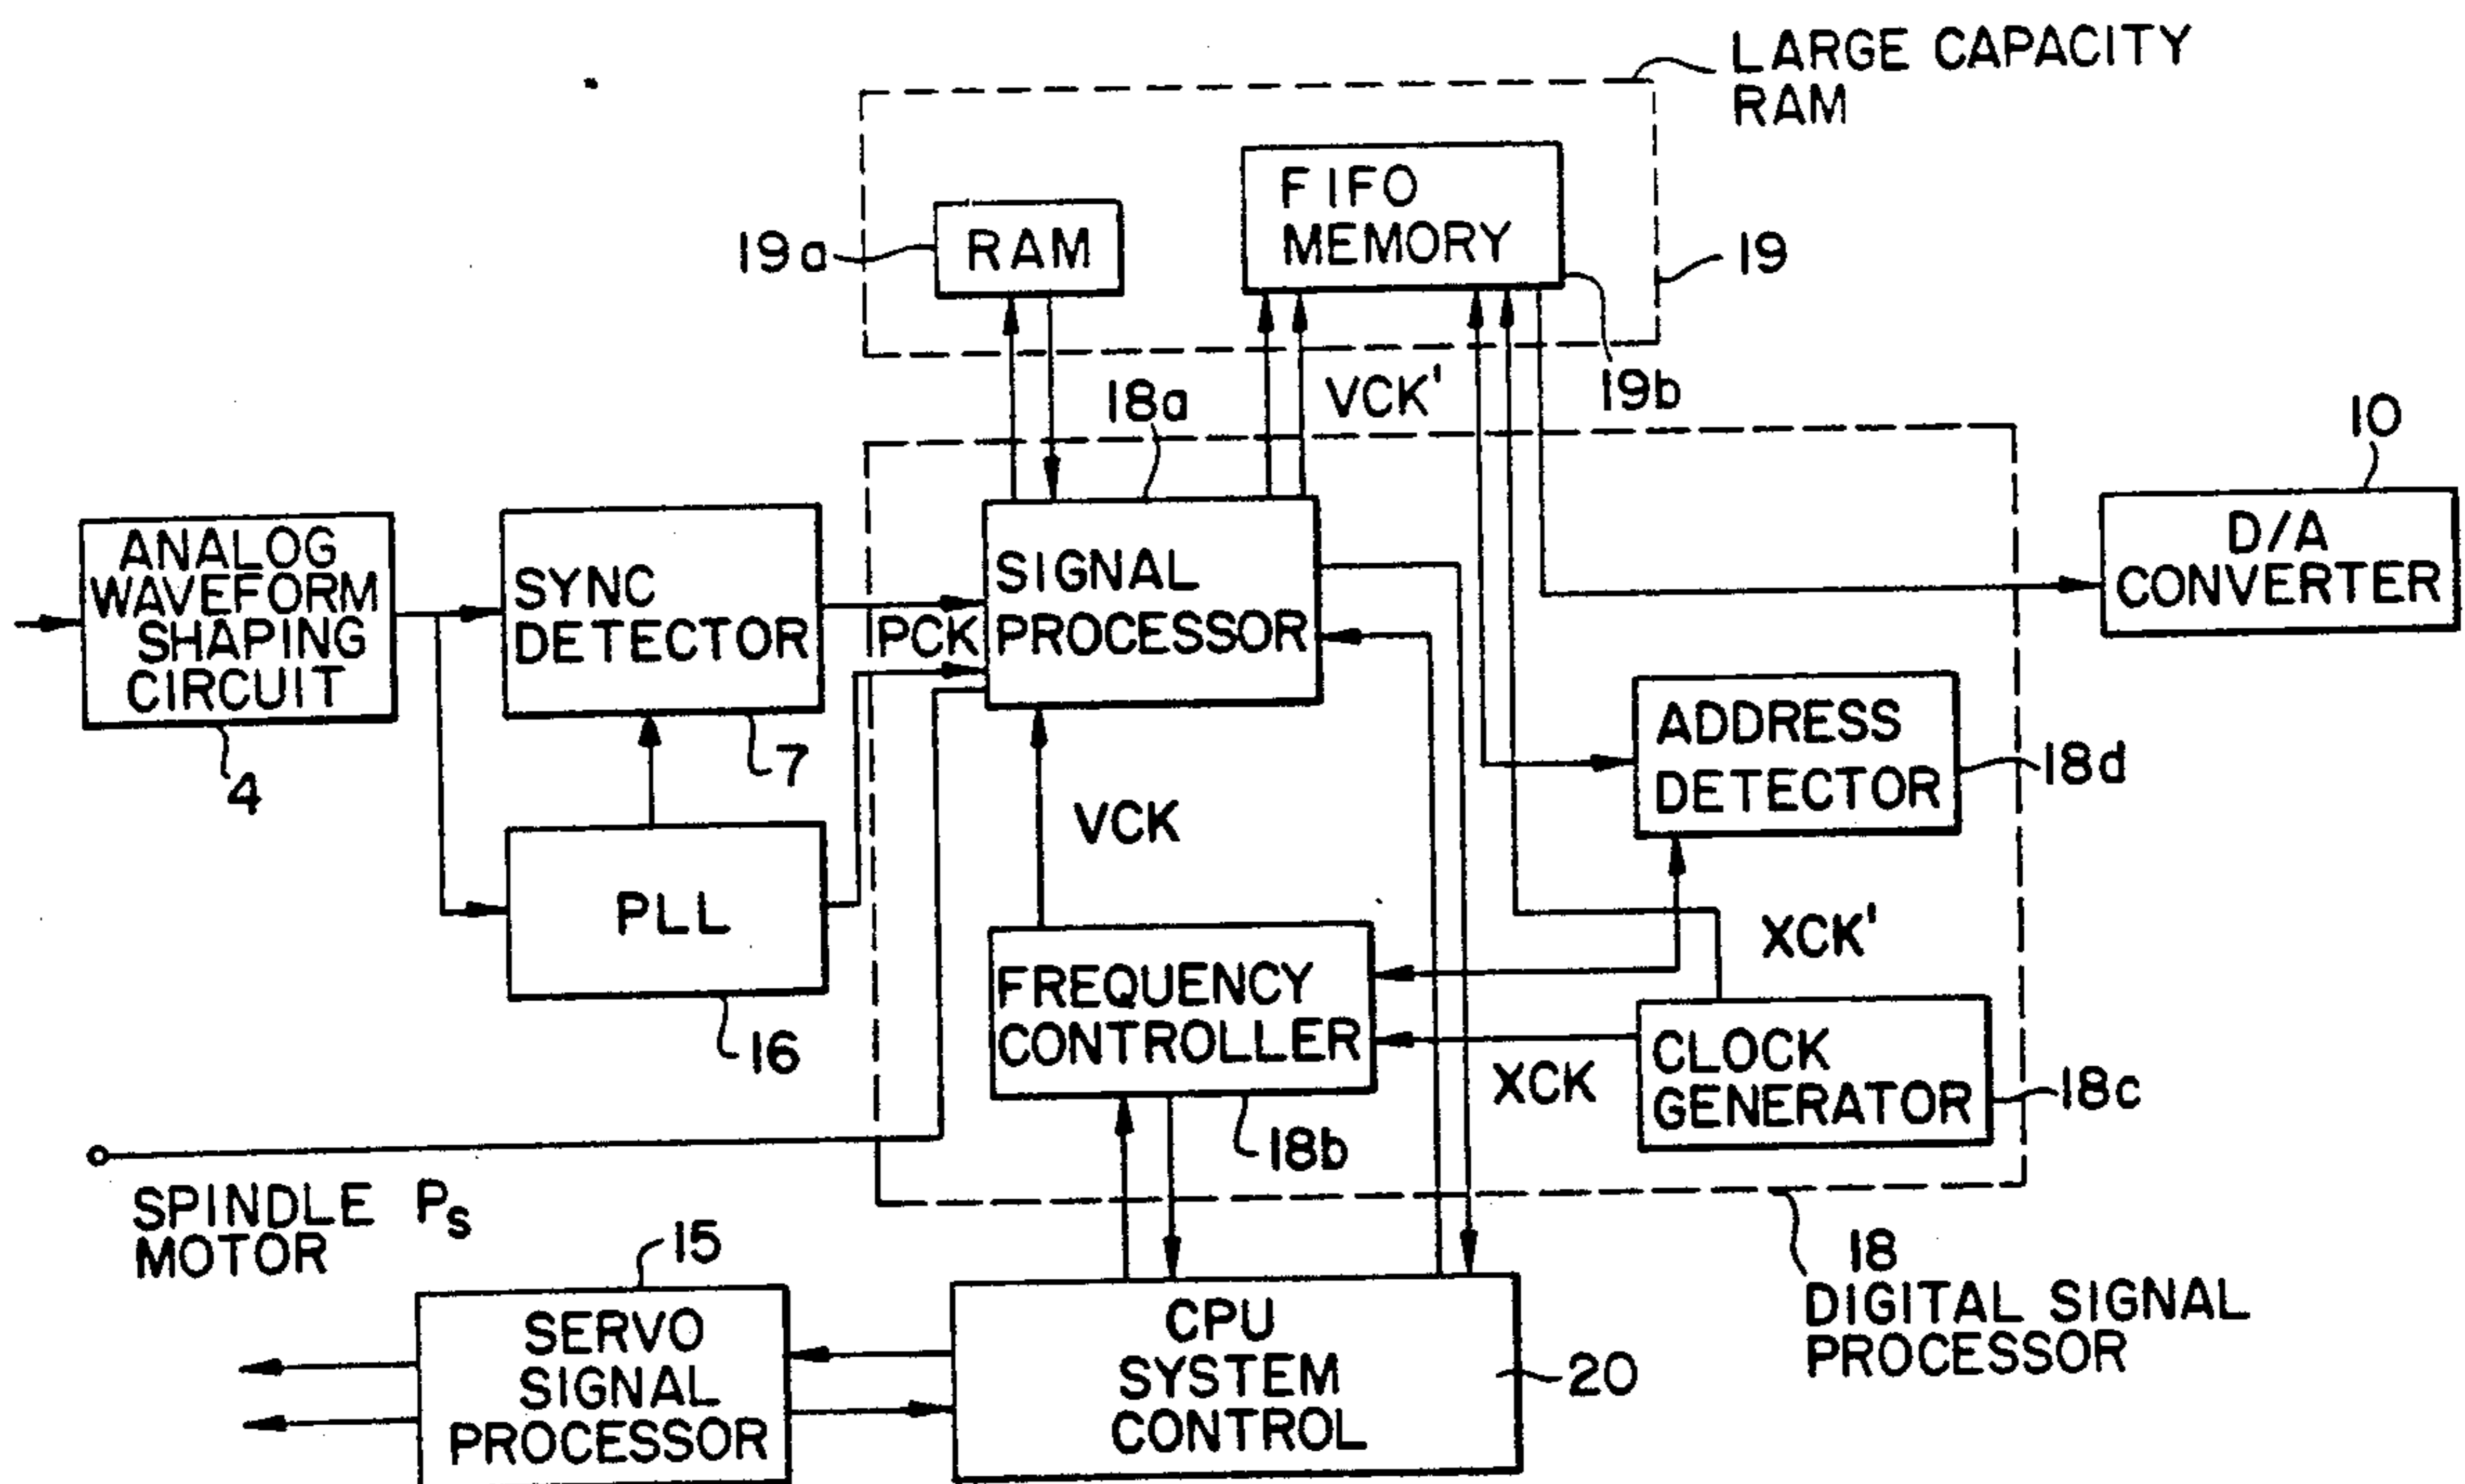 LARGE CAPACITY
RAM
FIFO
MEMORY
RAM
19a
19
19b
VCK'
18a
10
ANALOG
WAVEFORM
SHAPING
CIRCUIT
4
SYNC
DETECTOR
7
PCK
SIGNAL
PROCESSOR
D/A
CONVERTER
ADDRESS
DETECTOR
18d
VCK
PLL
16
XCK'
FREQUENCY
CONTROLLER
18b
XCK
CLOCK
GENERATOR
18c
SPINDLE PS
MOTOR
15
18
DIGITAL SIGNAL
PROCESSOR
SERVO
SIGNAL
PROCESSOR
CPU
SYSTEM
CONTROL
20